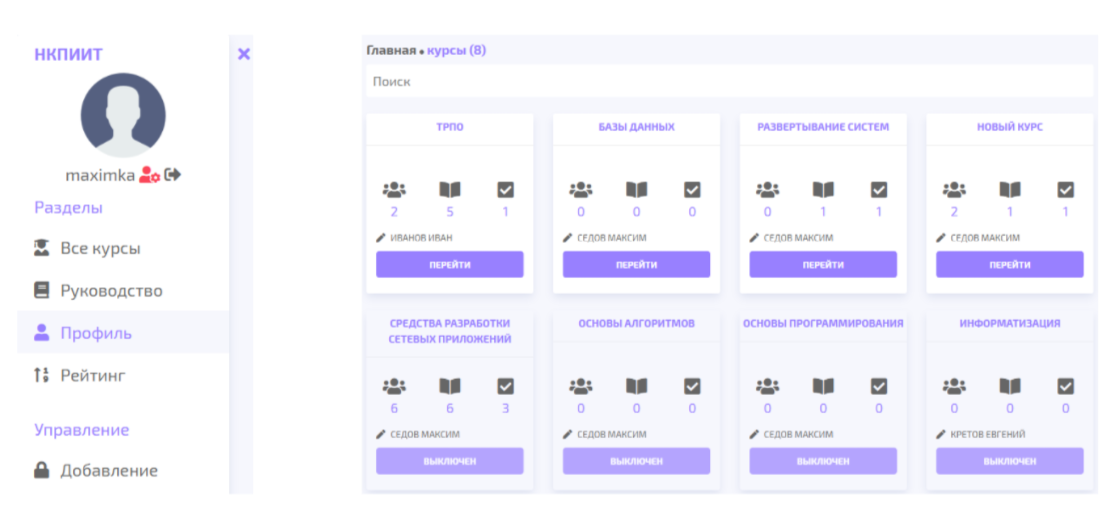 НКПИИТ
maximka
Разделы
Все курсы
Руководство
Профиль
Рейтинг
Управление
Добавление
Главная • курсы (8)
Поиск
ТРПО
2 5 1
ИВАНОВ ИВАН
ПЕРЕЙТИ
БАЗЫ ДАННЫХ
0 0 0
СЕДОВ МАКСИМ
ПЕРЕЙТИ
РАЗВЕРТЫВАНИЕ СИСТЕМ
0 1 1
СЕДОВ МАКСИМ
ПЕРЕЙТИ
НОВЫЙ КУРС
2 1 1
СЕДОВ МАКСИМ
ПЕРЕЙТИ
СРЕДСТВА РАЗРАБОТКИ
СЕТЕВЫХ ПРИЛОЖЕНИЙ
6 6 3
СЕДОВ МАКСИМ
ВЫКЛЮЧЕН
ОСНОВЫ АЛГОРИТМОВ
0 0 0
СЕДОВ МАКСИМ
ВЫКЛЮЧЕН
ОСНОВЫ ПРОГРАММИРОВАНИЯ
0 0 0
СЕДОВ МАКСИМ
ВЫКЛЮЧЕН
ИНФОРМАТИЗАЦИЯ
0 0 0
КРЕТОВ ЕВГЕНИЙ
ВЫКЛЮЧЕН